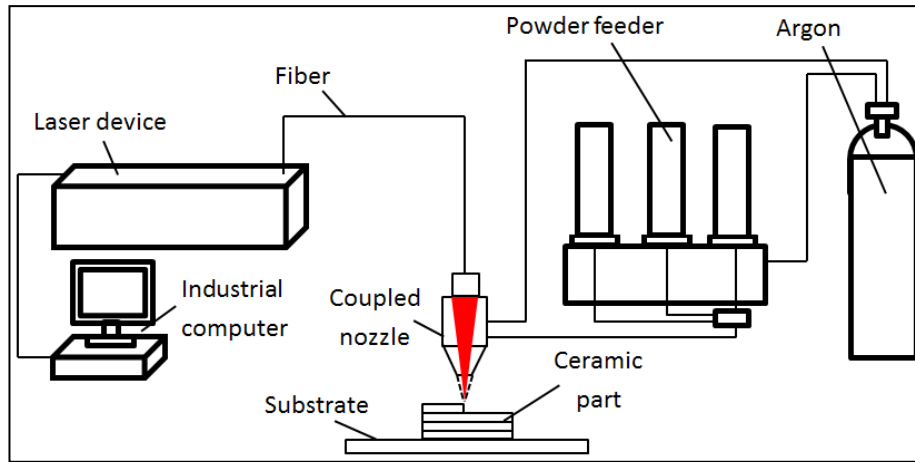 Powder feeder
Argon
Fiber
Laser device
Industrial
computer
Coupled
nozzle
Ceramic
part
Substrate